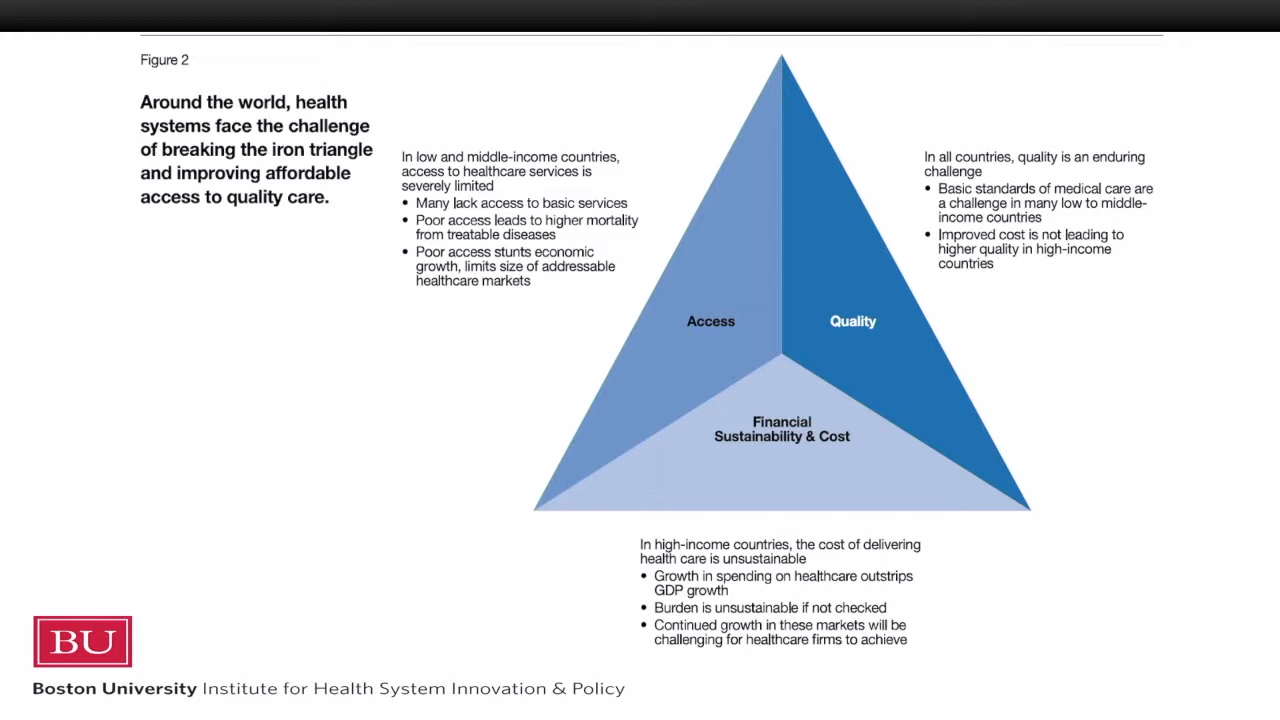 Figure 2
Around the world, health
systems face the challenge
of breaking the iron triangle
and improving affordable
access to quality care.
In low and middle-income countries,
access to healthcare services is
severely limited
• Many lack access to basic services
• Poor access leads to higher mortality
from treatable diseases
• Poor access stunts economic
growth, limits size of addressable
healthcare markets
In all countries, quality is an enduring
challenge
• Basic standards of medical care are
a challenge in many low to middle-
income countries
• Improved cost is not leading to
higher quality in high-income
countries
Access
Quality
Financial
Sustainability & Cost
In high-income countries, the cost of delivering
health care is unsustainable
• Growth in spending on healthcare outstrips
GDP growth
• Burden is unsustainable if not checked
• Continued growth in these markets will be
challenging for healthcare firms to achieve
BU
Boston University Institute for Health System Innovation & Policy